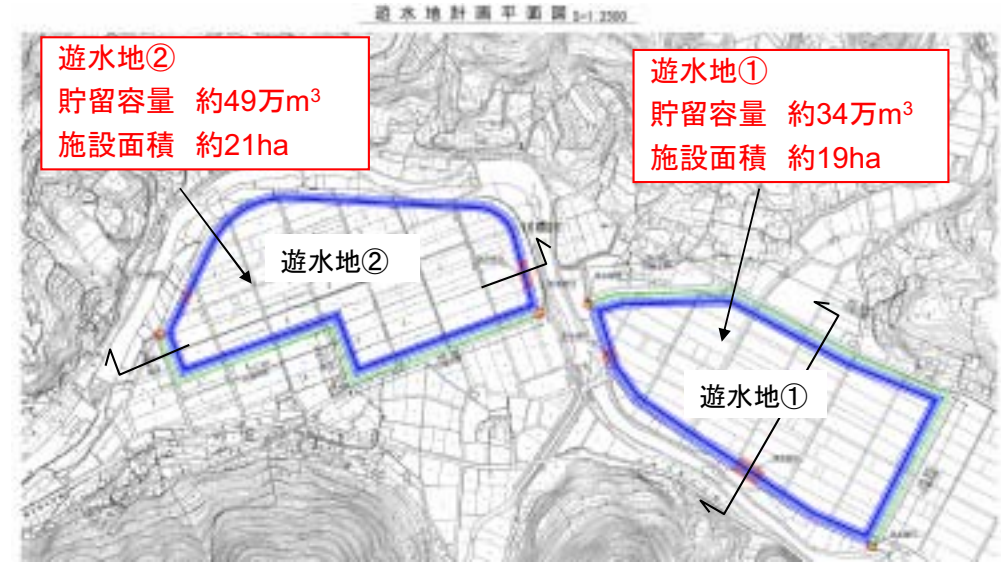 遊水地計画平面図 S=1:2500
遊水地②
貯留容量 約49万m³
施設面積 約21ha
遊水地①
貯留容量 約34万m³
施設面積 約19ha
遊水地②
遊水地①